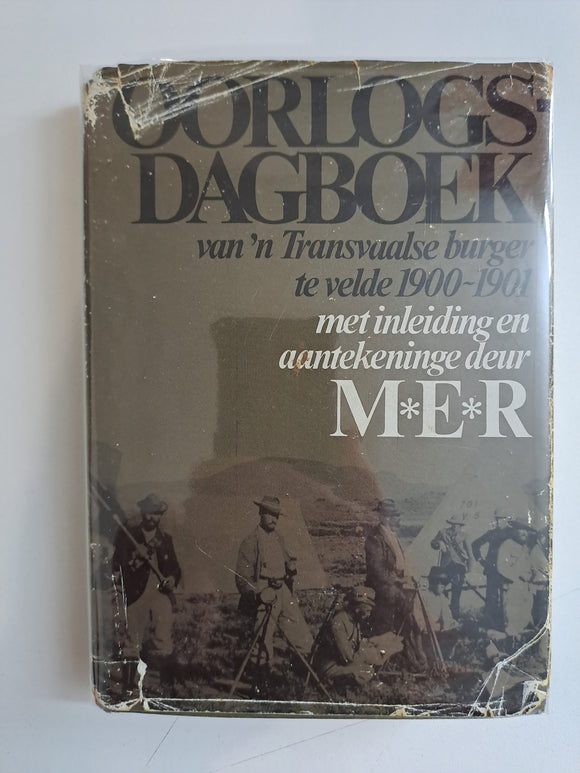 OORLOGS-
DAGBOEK
van 'n Transvaalse burger
te velde 1900~1901
met inleiding en
aantekeninge deur
M*E*R